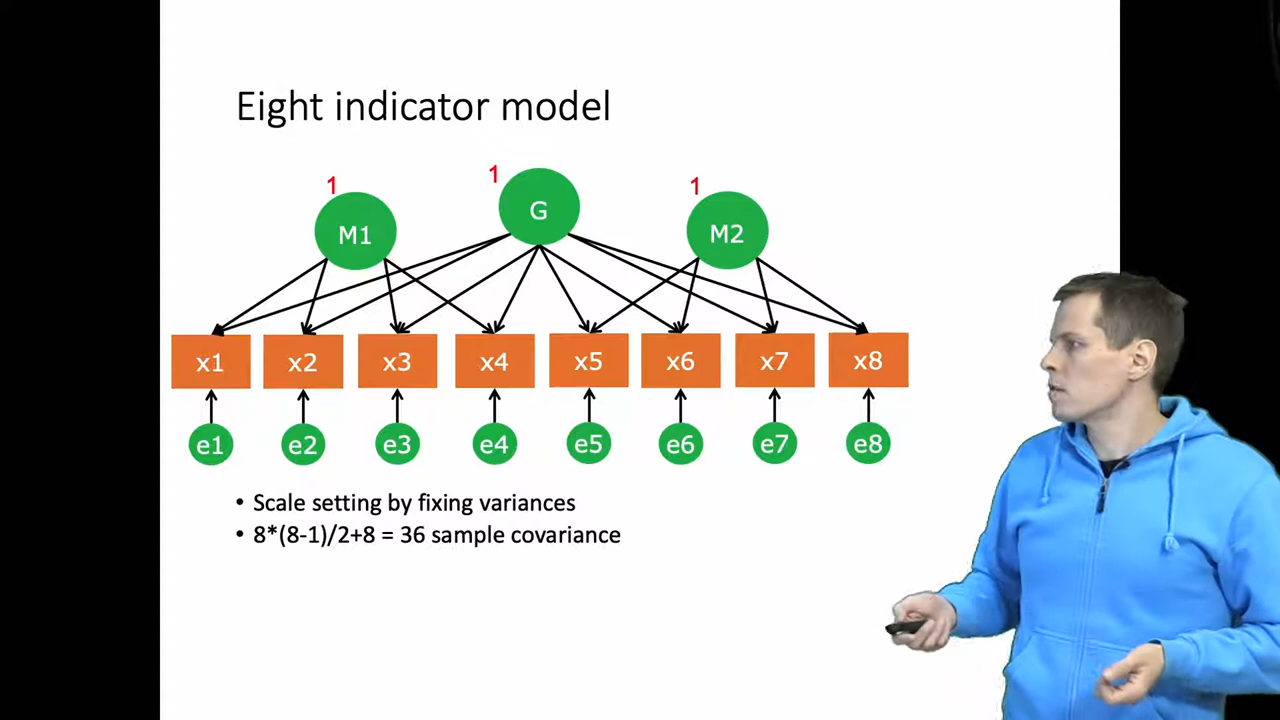 Eight indicator model
1 1 1
M1 G M2
x1 x2 x3 x4 x5 x6 x7 x8
e1 e2 e3 e4 e5 e6 e7 e8
• Scale setting by fixing variances
• 8*(8-1)/2+8 = 36 sample covariance